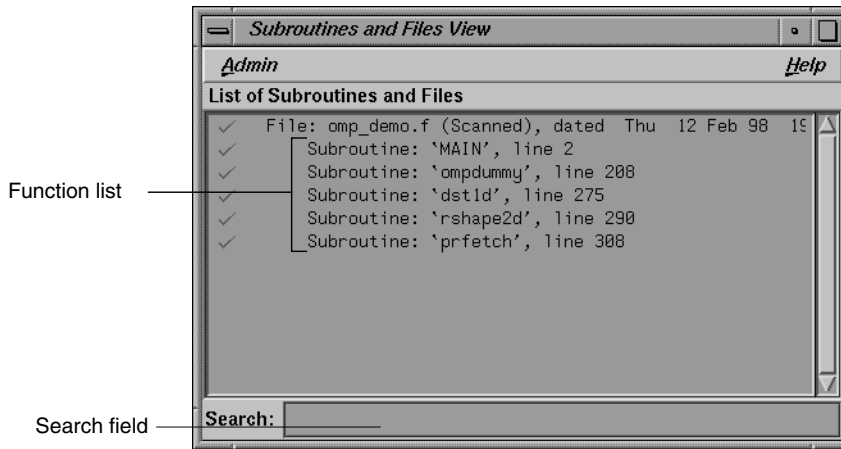 Subroutines and Files View
Admin Help
List of Subroutines and Files
File: omp_demo.f (Scanned), dated Thu 12 Feb 98 19
Subroutine: `MAIN', line 2
Subroutine: `ompdummy', line 208
Subroutine: `dst1d', line 275
Subroutine: `rshape2d', line 290
Subroutine: `prfetch', line 308
Function list
Search:
Search field